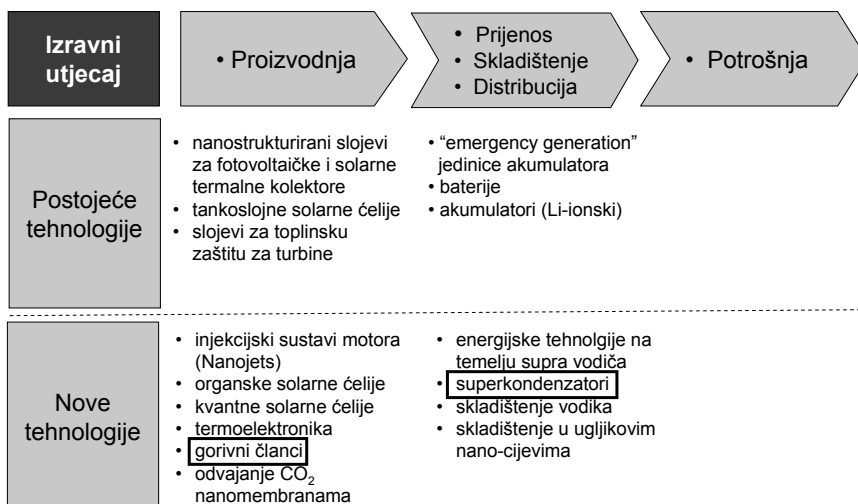 Izravni
utjecaj
• Proizvodnja
• Prijenos
• Skladištenje
• Distribucija
• Potrošnja
Postojeće
tehnologije
• nanostrukturirani slojevi
za fotovoltaičke i solarne
termalne kolektore
• tankoslojne solarne ćelije
• slojevi za toplinsku
zaštitu za turbine
• “emergency generation”
jedinice akumulatora
• baterije
• akumulatori (Li-ionski)
Nove
tehnologije
• injekcijski sustavi motora
(Nanojets)
• organske solarne ćelije
• kvantne solarne ćelije
• termoelektronika
• gorivni članci
• odvajanje CO2
nanomembranama
• energijske tehnolgije na
temelju supra vodiča
• superkondenzatori
• skladištenje vodika
• skladištenje u ugljikovim
nano-cijevima